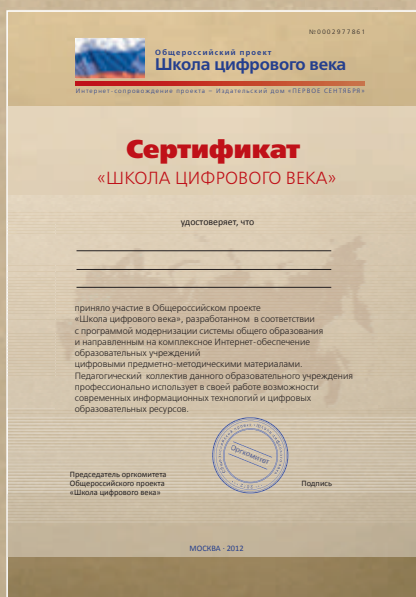 №0002977861
Общероссийский проект
Школа цифрового века
Интернет-сопровождение проекта – Издательский дом «ПЕРВОЕ СЕНТЯБРЯ»
Сертификат
«ШКОЛА ЦИФРОВОГО ВЕКА»
удостоверяет, что
приняло участие в Общероссийском проекте
«Школа цифрового века», разработанном в соответствии
с программой модернизации системы общего образования
и направленным на комплексное Интернет-обеспечение
образовательных учреждений
цифровыми предметно-методическими материалами.
Педагогический коллектив данного образовательного учреждения
профессионально использует в своей работе возможности
современных информационных технологий и цифровых
образовательных ресурсов.
Оргкомитет
Председатель оргкомитета
Общероссийского проекта
«Школа цифрового века»
Подпись
МОСКВА - 2012